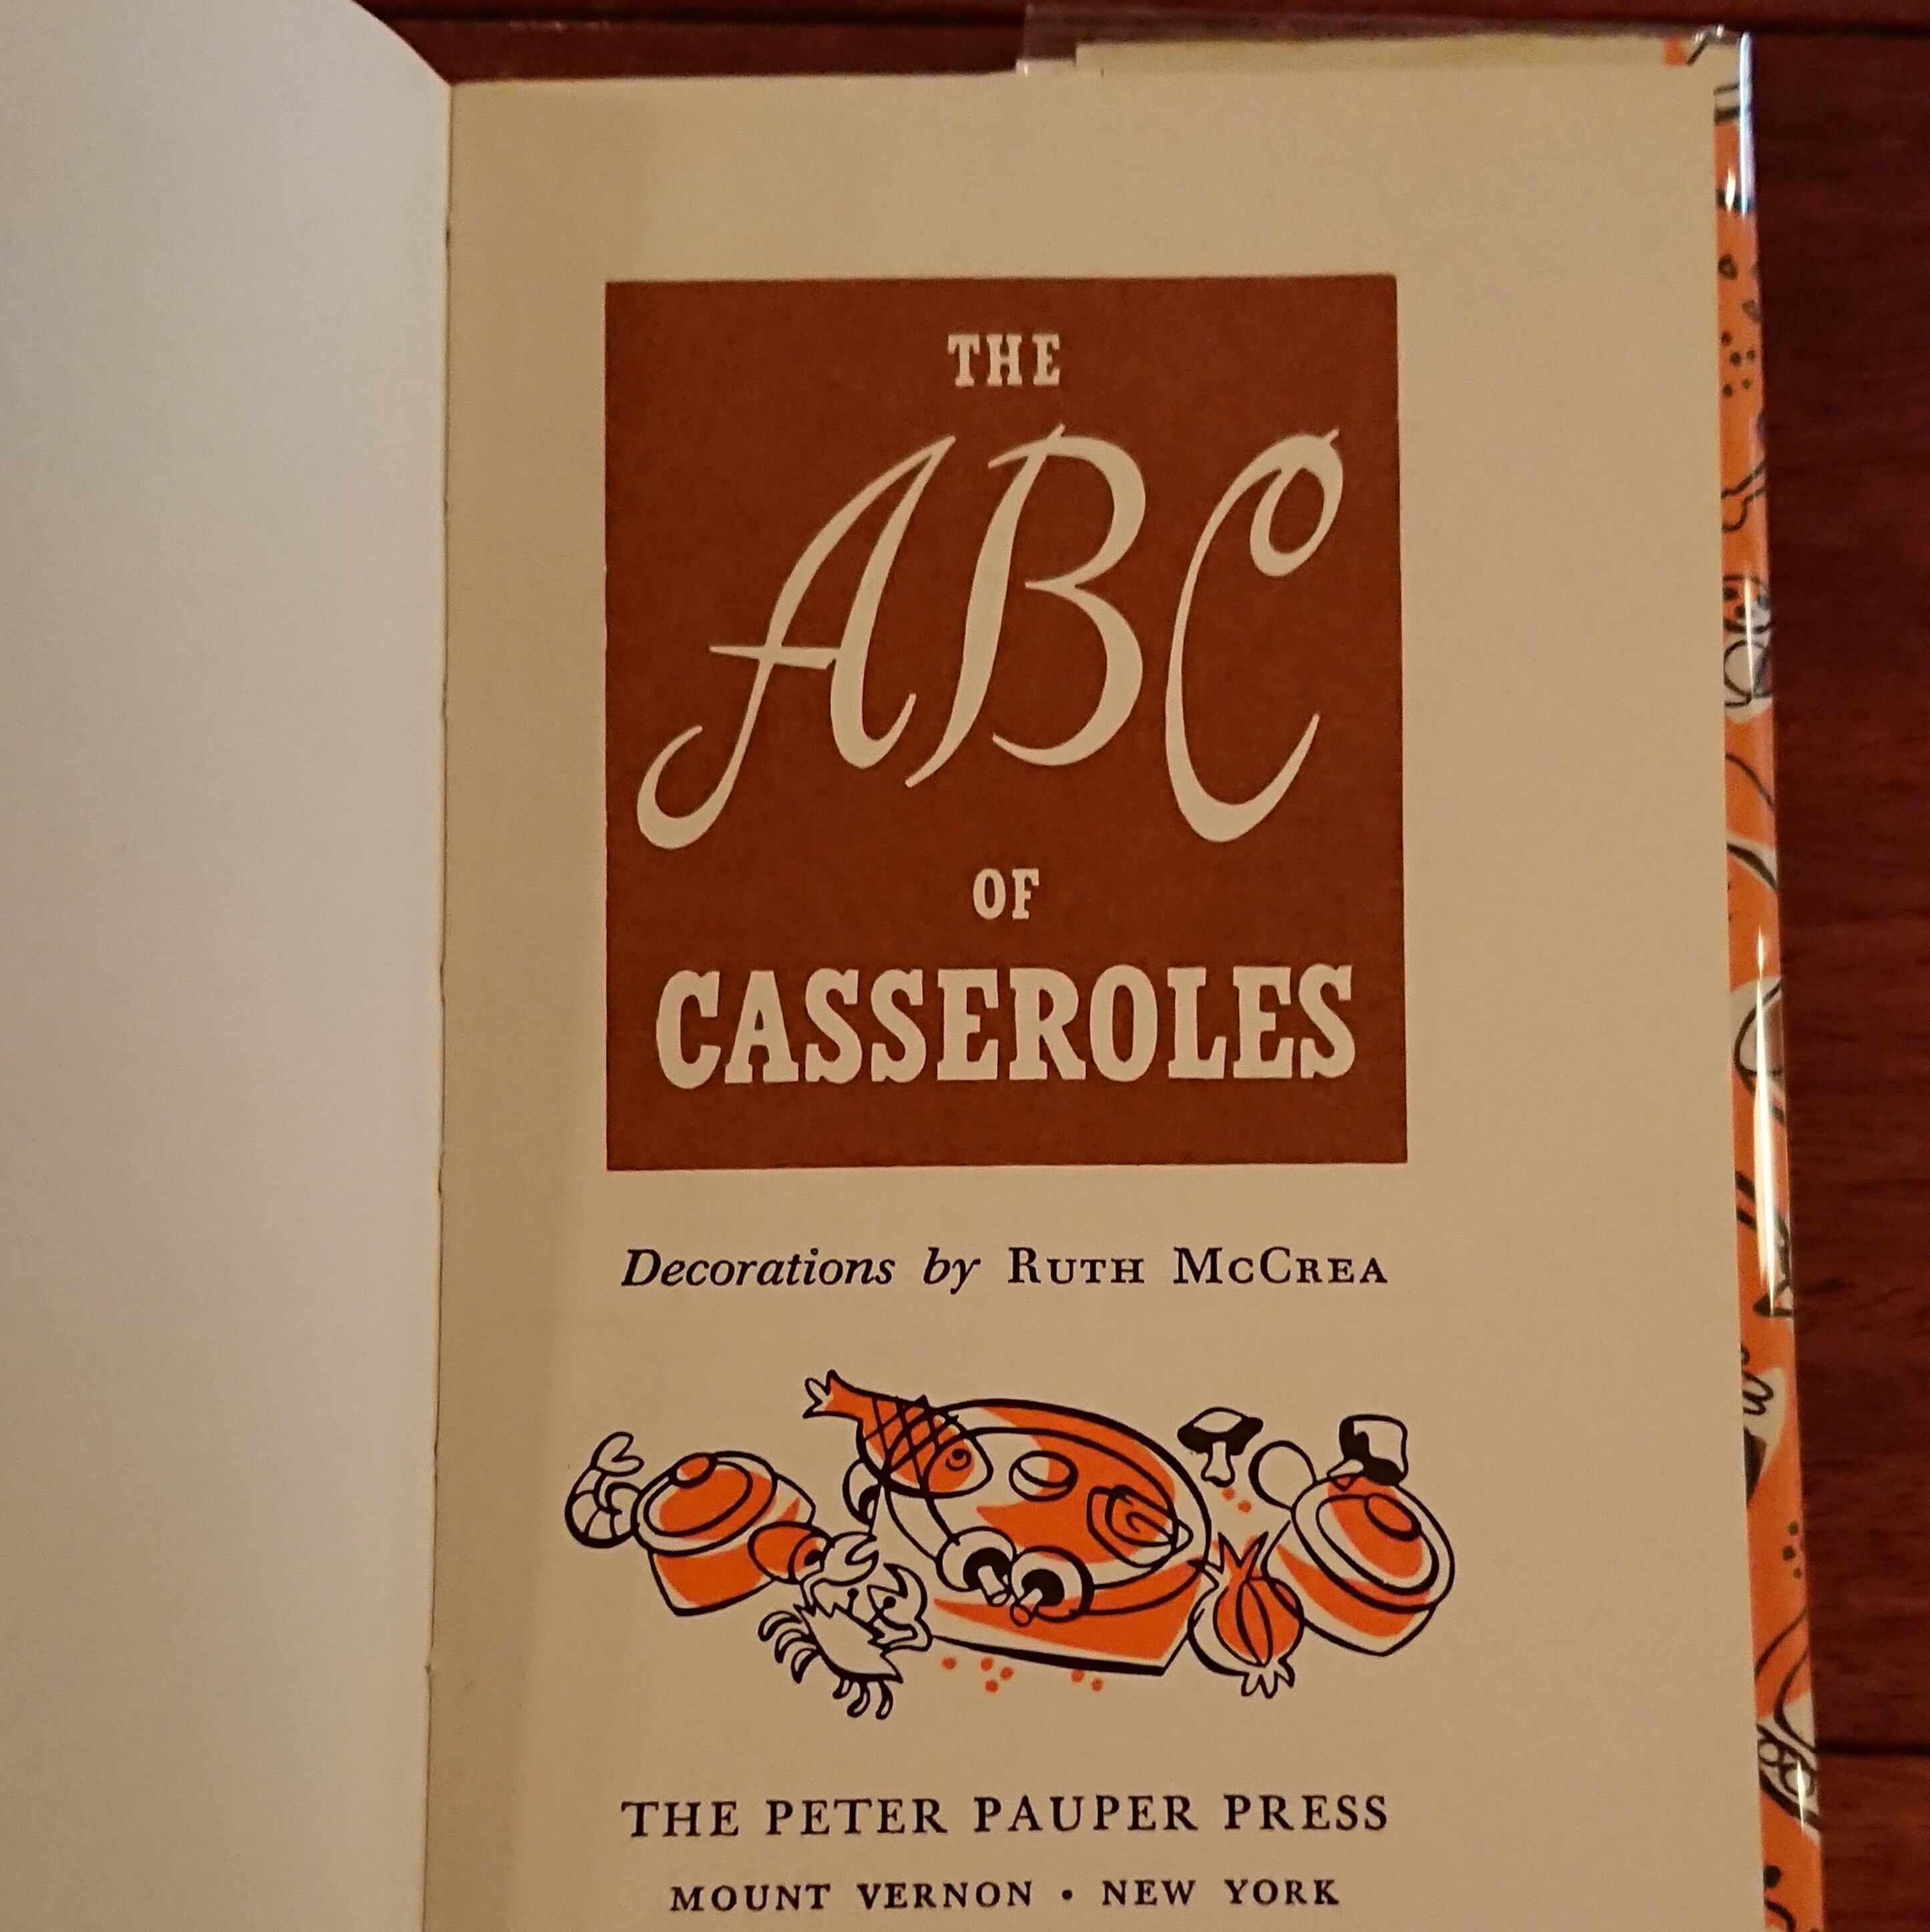 THE
ABC
OF
CASSEROLES
Decorations by RUTH McCREA
THE PETER PAUPER PRESS
MOUNT VERNON • NEW YORK